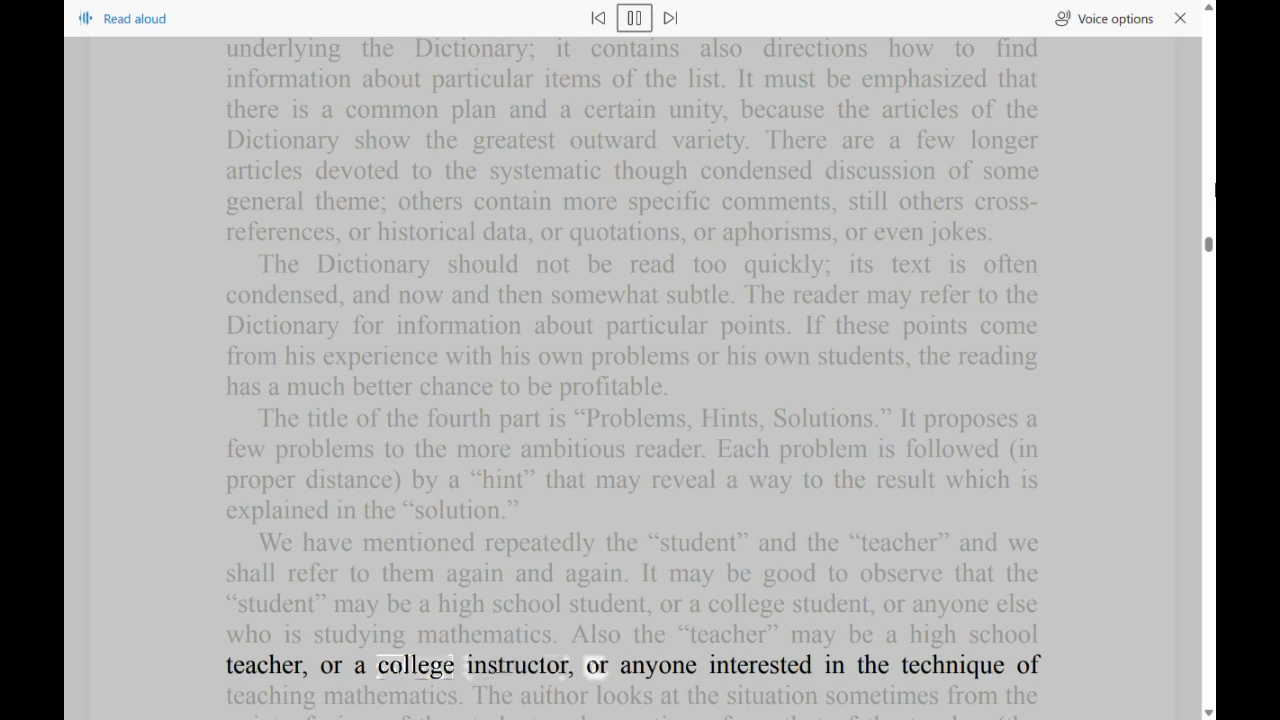 Read aloud
Voice options
underlying the Dictionary; it contains also directions how to find
information about particular items of the list. It must be emphasized that
there is a common plan and a certain unity, because the articles of the
Dictionary show the greatest outward variety. There are a few longer
articles devoted to the systematic though condensed discussion of some
general theme; others contain more specific comments, still others cross-
references, or historical data, or quotations, or aphorisms, or even jokes.
The Dictionary should not be read too quickly; its text is often
condensed, and now and then somewhat subtle. The reader may refer to the
Dictionary for information about particular points. If these points come
from his experience with his own problems or his own students, the reading
has a much better chance to be profitable.
The title of the fourth part is “Problems, Hints, Solutions.” It proposes a
few problems to the more ambitious reader. Each problem is followed (in
proper distance) by a “hint” that may reveal a way to the result which is
explained in the “solution.”
We have mentioned repeatedly the “student” and the “teacher” and we
shall refer to them again and again. It may be good to observe that the
“student” may be a high school student, or a college student, or anyone else
who is studying mathematics. Also the “teacher” may be a high school
teacher, or a college instructor, or anyone interested in the technique of
teaching mathematics. The author looks at the situation sometimes from the